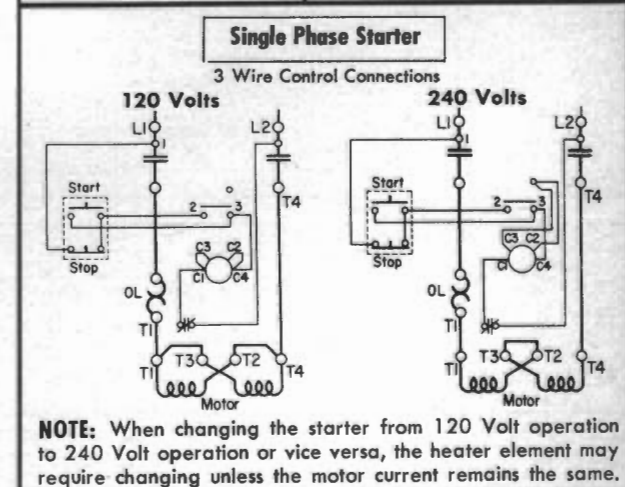 Single Phase Starter
3 Wire Control Connections
120 Volts
L1
L2
1
Start
Stop
2
3
T4
C3
C2
C1
C4
OL
T1
T1
T3
T2
T4
Motor
240 Volts
L1
L2
1
Start
Stop
2
3
T4
C3
C2
C1
C4
OL
T1
T1
T3
T2
T4
Motor
NOTE: When changing the starter from 120 Volt operation
to 240 Volt operation or vice versa, the heater element may
require changing unless the motor current remains the same.